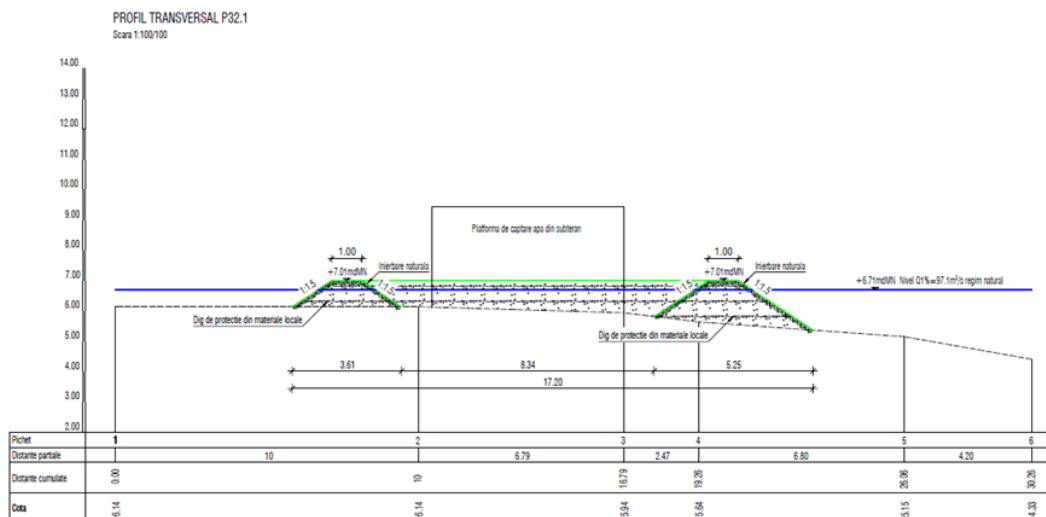 PROFIL TRANSVERSAL P32.1
Scara 1:100/100
14.00
13.00
12.00
11.00
10.00
9.00
8.00
7.00
6.00
5.00
4.00
3.00
2.00
Platforma de captare apa din subteran
1.00
+7.01mdMN
Inierbare naturala
1:1.5
1:1.5
Dig de protectie din materiale locale
1.00
+7.01mdMN
Inierbare naturala
1:1.5
1:1.5
Dig de protectie din materiale locale
+6.71mdMN Nivel Q1%=97.1m³/s regim natural
3.61
8.34
5.25
17.20
Pichet 1 2 3 4 5 6
Distante partiale 10 6.79 2.47 6.80 4.20
Distante cumulate 0.00 10 16.79 19.26 26.06 30.26
Cota 6.14 6.14 5.94 5.64 5.15 4.33